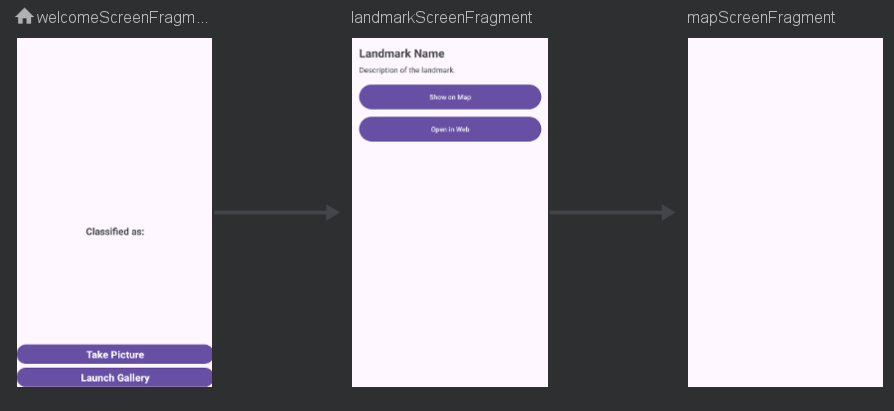 welcomeScreenFragm...
Classified as:
Take Picture
Launch Gallery
landmarkScreenFragment
Landmark Name
Description of the landmark.
Show on Map
Open in Web
mapScreenFragment